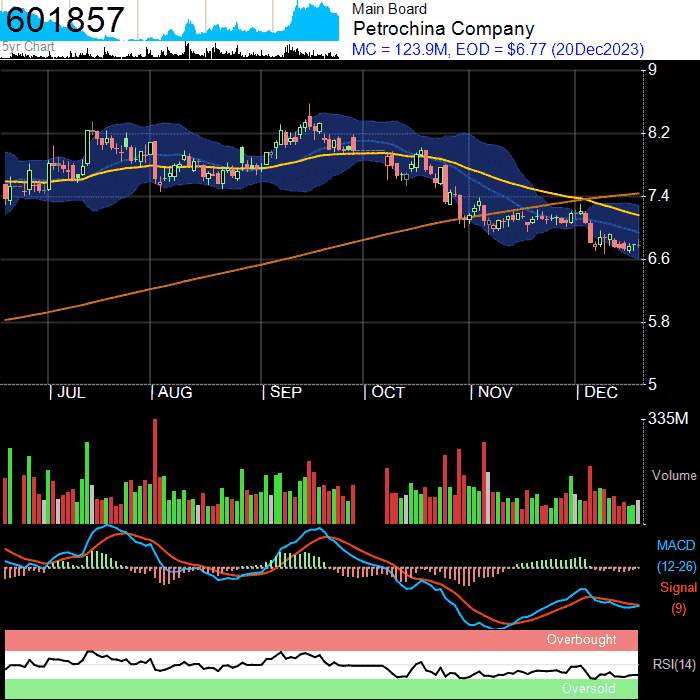 601857
5yr Chart
Main Board
Petrochina Company
MC = 123.9M, EOD = $6.77 (20Dec2023)
9
8.2
7.4
6.6
5.8
5
JUL
AUG
SEP
OCT
NOV
DEC
335M
Volume
MACD
(12-26)
Signal
(9)
Overbought
RSI(14)
Oversold